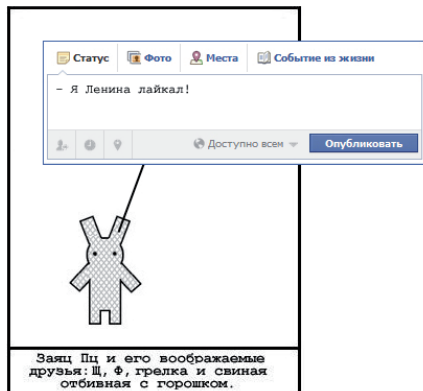 Статус Фото Места Событие из жизни
– Я Ленина лайкал!
Доступно всем Опубликовать
Заяц Пц и его воображаемые
друзья: Щ, Ф, грелка и свиная
отбивная с горошком.